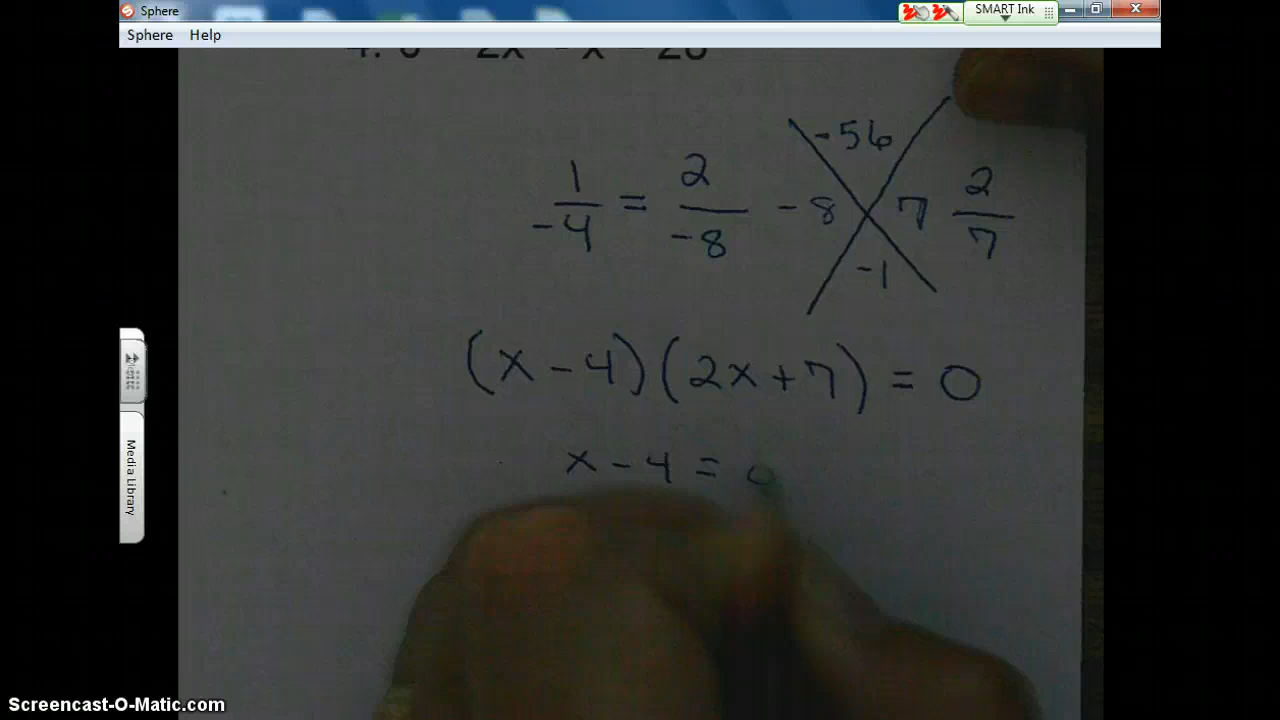 Sphere
SMART Ink
Sphere Help
1/-4 = 2/-8
-56
-8 7
-1
2/7
(x-4)(2x+7)=0
x-4=0
Media Library
Screencast-O-Matic.com